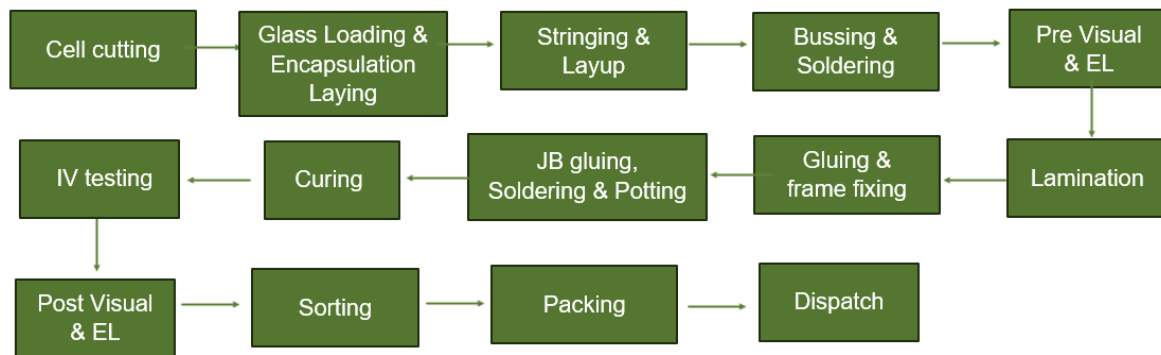 Cell cutting
Glass Loading &
Encapsulation
Laying
Stringing &
Layup
Bussing &
Soldering
Pre Visual
& EL
Lamination
Gluing &
frame fixing
JB gluing,
Soldering & Potting
Curing
IV testing
Post Visual
& EL
Sorting
Packing
Dispatch